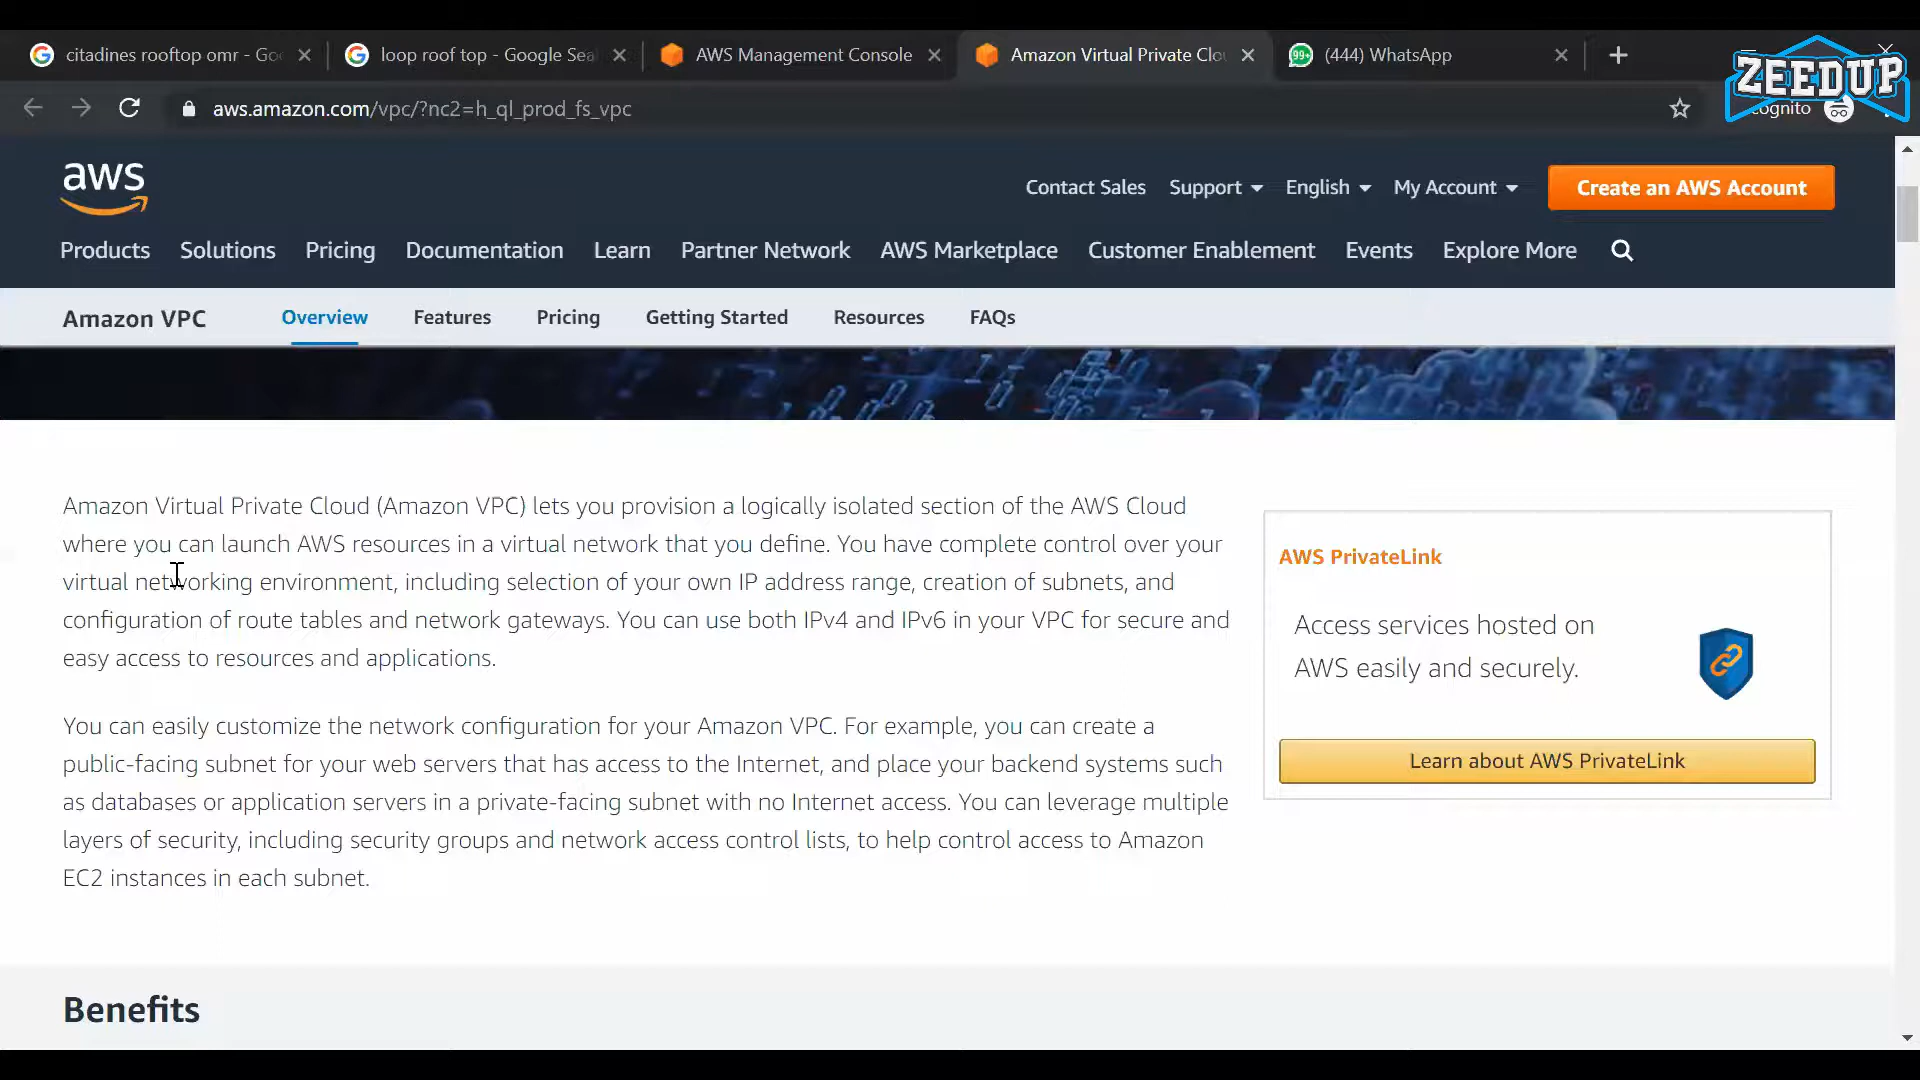 citadines rooftop omr - Goo
loop roof top - Google Sea
AWS Management Console
Amazon Virtual Private Clou
99+
(444) WhatsApp
ZEEDUP
aws.amazon.com/vpc/?nc2=h_ql_prod_fs_vpc
cognito
aws
Contact Sales
Support
English
My Account
Create an AWS Account
Products
Solutions
Pricing
Documentation
Learn
Partner Network
AWS Marketplace
Customer Enablement
Events
Explore More
Amazon VPC
Overview
Features
Pricing
Getting Started
Resources
FAQs
Amazon Virtual Private Cloud (Amazon VPC) lets you provision a logically isolated section of the AWS Cloud
where you can launch AWS resources in a virtual network that you define. You have complete control over your
virtual networking environment, including selection of your own IP address range, creation of subnets, and
configuration of route tables and network gateways. You can use both IPv4 and IPv6 in your VPC for secure and
easy access to resources and applications.
You can easily customize the network configuration for your Amazon VPC. For example, you can create a
public-facing subnet for your web servers that has access to the Internet, and place your backend systems such
as databases or application servers in a private-facing subnet with no Internet access. You can leverage multiple
layers of security, including security groups and network access control lists, to help control access to Amazon
EC2 instances in each subnet.
AWS PrivateLink
Access services hosted on
AWS easily and securely.
Learn about AWS PrivateLink
Benefits